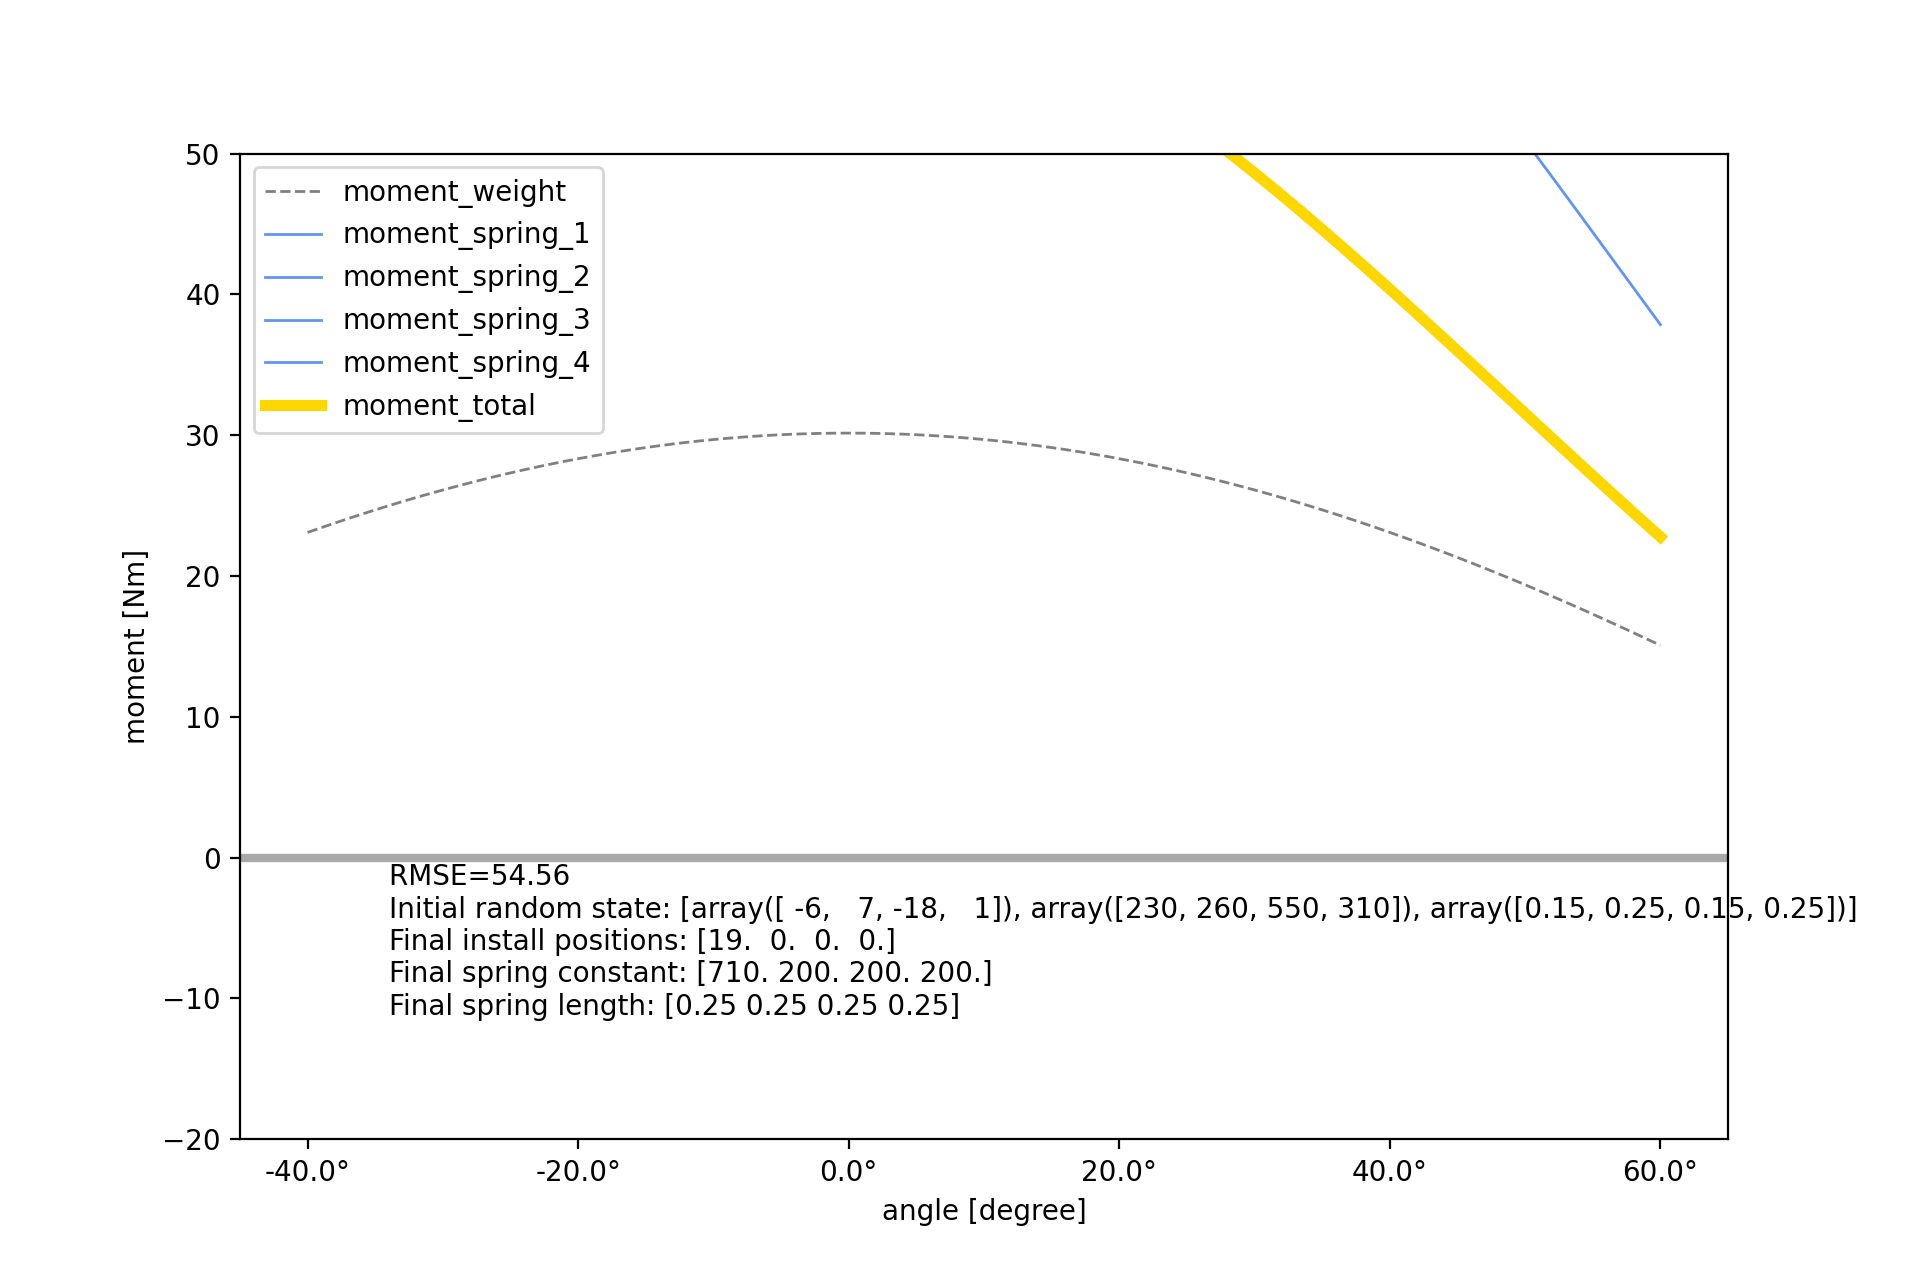 50
40
30
20
10
0
−10
−20
moment [Nm]
moment_weight
moment_spring_1
moment_spring_2
moment_spring_3
moment_spring_4
moment_total
RMSE=54.56
Initial random state: [array([ -6,   7, -18,   1]), array([230, 260, 550, 310]), array([0.15, 0.25, 0.15, 0.25])]
Final install positions: [19.  0.  0.  0.]
Final spring constant: [710. 200. 200. 200.]
Final spring length: [0.25 0.25 0.25 0.25]
-40.0° -20.0° 0.0° 20.0° 40.0° 60.0°
angle [degree]